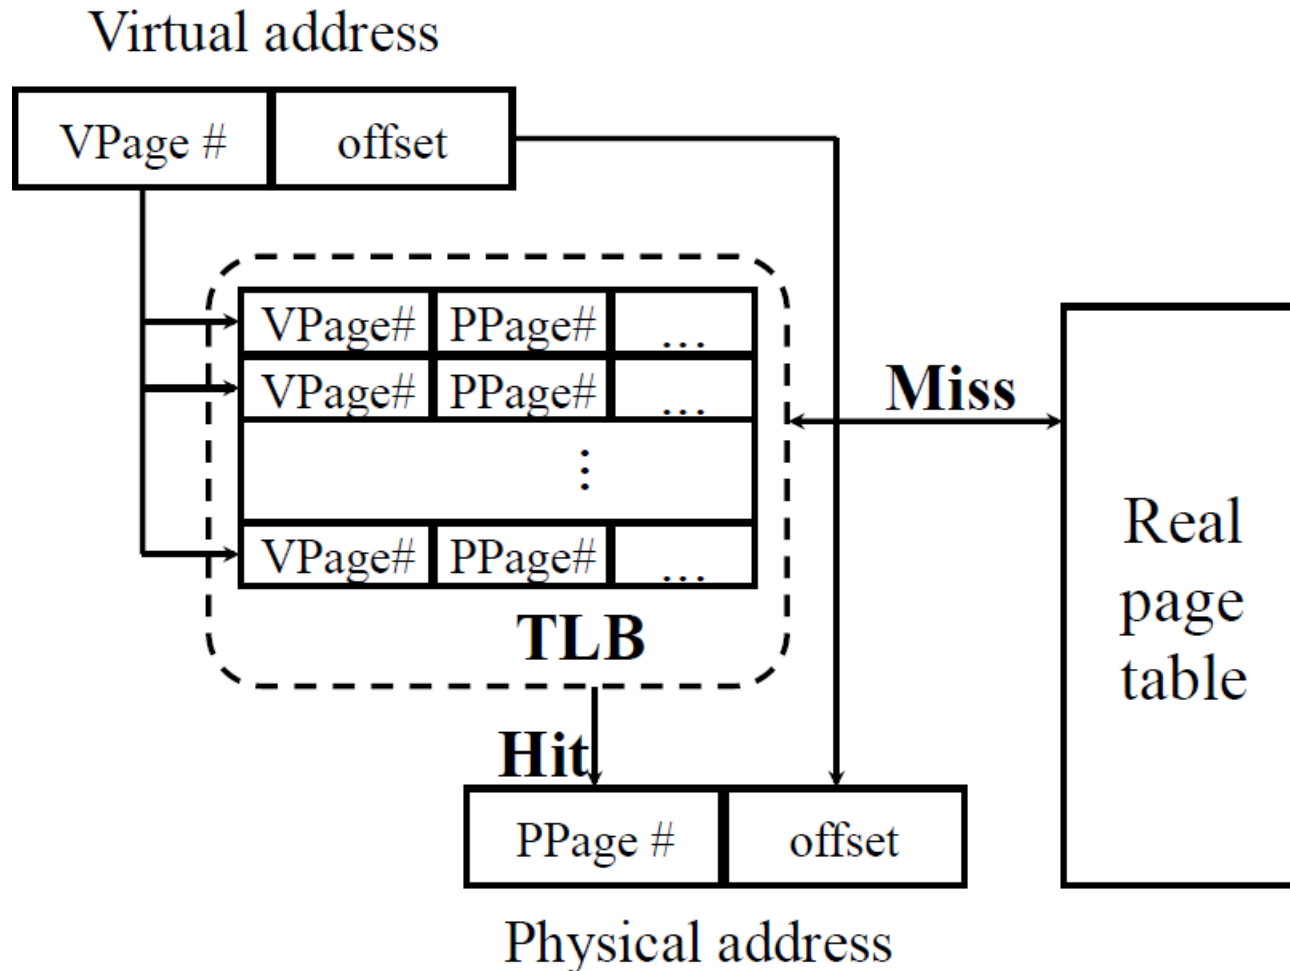 Virtual address
VPage # offset
VPage# PPage# ...
VPage# PPage# ...
Miss
⋮
VPage# PPage# ...
TLB
Real
page
table
Hit
PPage # offset
Physical address